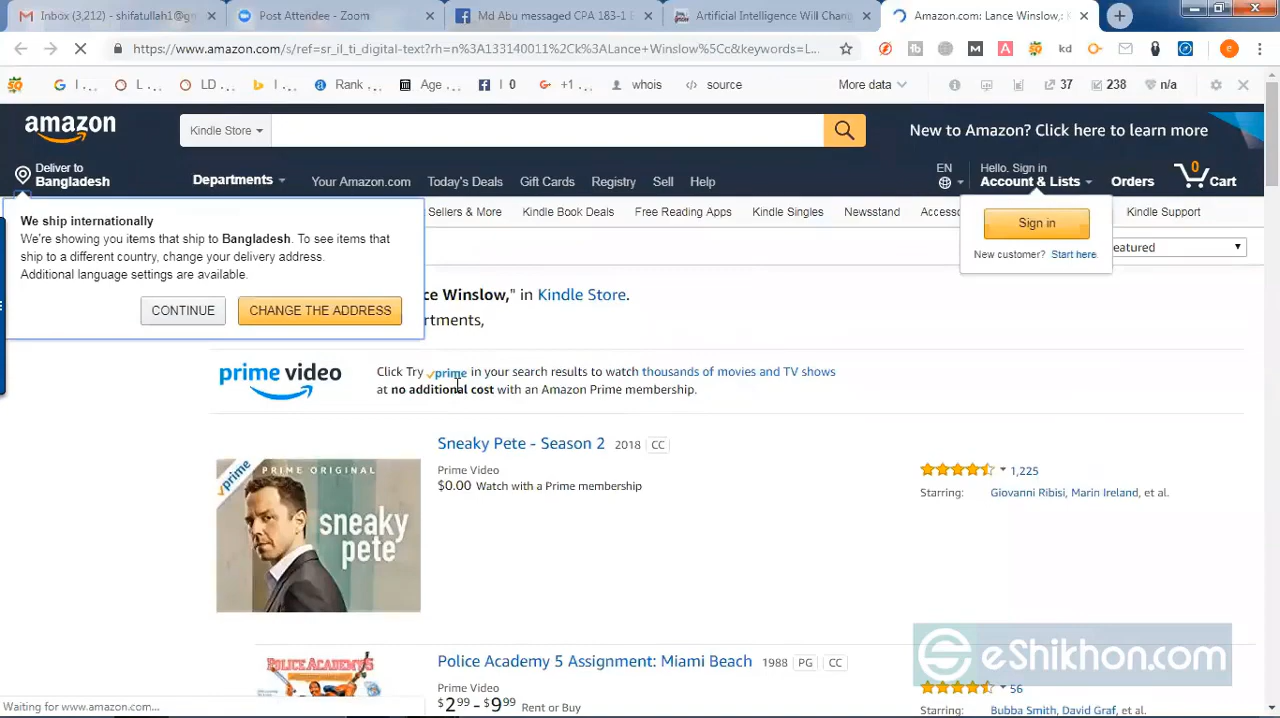 Inbox (3,212) - shifatullah1@gm
Post Attendee - Zoom
Md Abu messaged CPA 183-1 E
Artificial Intelligence Will Chang
Amazon.com: Lance Winslow,:
https://www.amazon.com/s/ref=sr_il_ti_digital-text?rh=n%3A133140011%2Ck%3ALance+Winslow%5Cc&keywords=L...
kd
I ...
L ...
LD ...
I ...
Rank ...
Age ...
0
+1 ...
whois
source
More data
37
238
n/a
amazon
Kindle Store
New to Amazon? Click here to learn more
Deliver to
Bangladesh
Departments
Your Amazon.com
Today's Deals
Gift Cards
Registry
Sell
Help
EN
Hello. Sign in
Account & Lists
Orders
0
Cart
We ship internationally
We're showing you items that ship to Bangladesh. To see items that
ship to a different country, change your delivery address.
Additional language settings are available.
CONTINUE
CHANGE THE ADDRESS
Sellers & More
Kindle Book Deals
Free Reading Apps
Kindle Singles
Newsstand
Accesso
Kindle Support
Sign in
New customer? Start here.
eatured
ce Winslow," in Kindle Store.
rtments,
prime video
Click Try prime in your search results to watch thousands of movies and TV shows
at no additional cost with an Amazon Prime membership.
Sneaky Pete - Season 2 2018 CC
Prime Video
$0.00 Watch with a Prime membership
1,225
Starring: Giovanni Ribisi, Marin Ireland, et al.
prime
PRIME ORIGINAL
sneaky
pete
Police Academy 5 Assignment: Miami Beach 1988 PG CC
Prime Video
$2.99 - $9.99 Rent or Buy
56
Starring: Bubba Smith, David Graf, et al.
POLICE ACADEMY 5
eShikhon.com
Waiting for www.amazon.com...